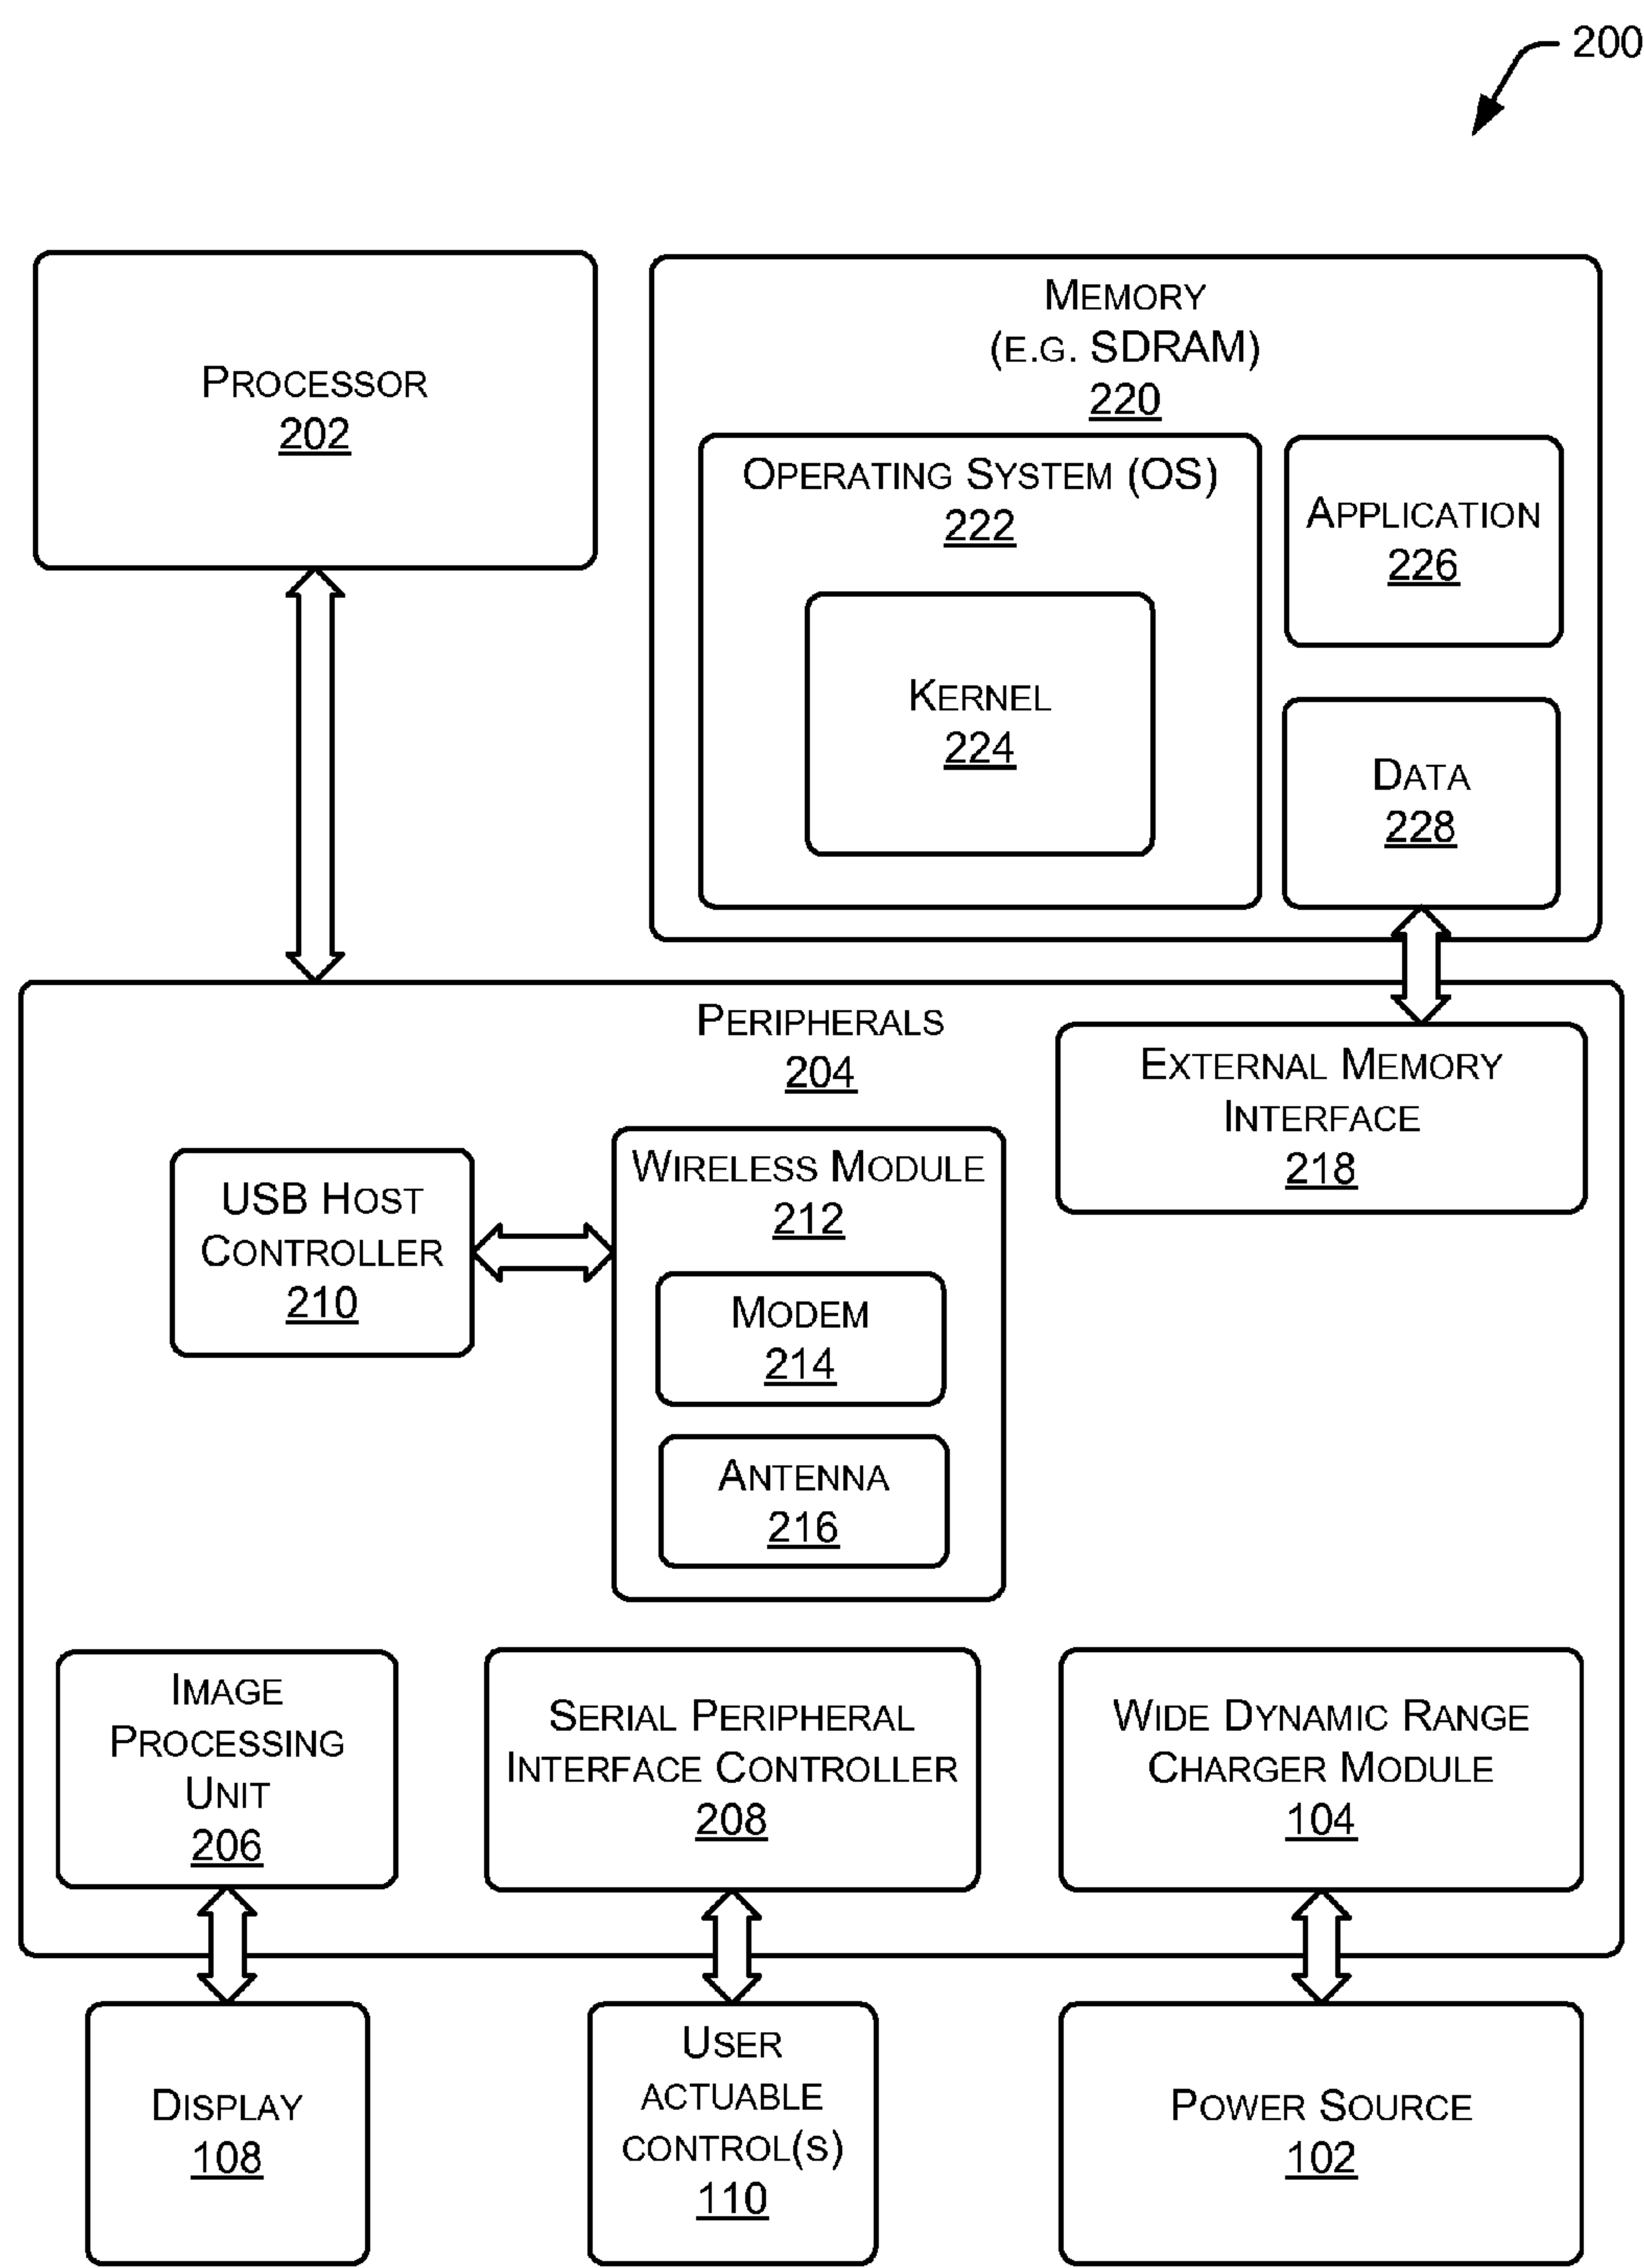 200
PROCESSOR
202
MEMORY
(E.G. SDRAM)
220
OPERATING SYSTEM (OS)
222
KERNEL
224
APPLICATION
226
DATA
228
PERIPHERALS
204
EXTERNAL MEMORY
INTERFACE
218
USB HOST
CONTROLLER
210
WIRELESS MODULE
212
MODEM
214
ANTENNA
216
IMAGE
PROCESSING
UNIT
206
SERIAL PERIPHERAL
INTERFACE CONTROLLER
208
WIDE DYNAMIC RANGE
CHARGER MODULE
104
DISPLAY
108
USER
ACTUABLE
CONTROL(S)
110
POWER SOURCE
102